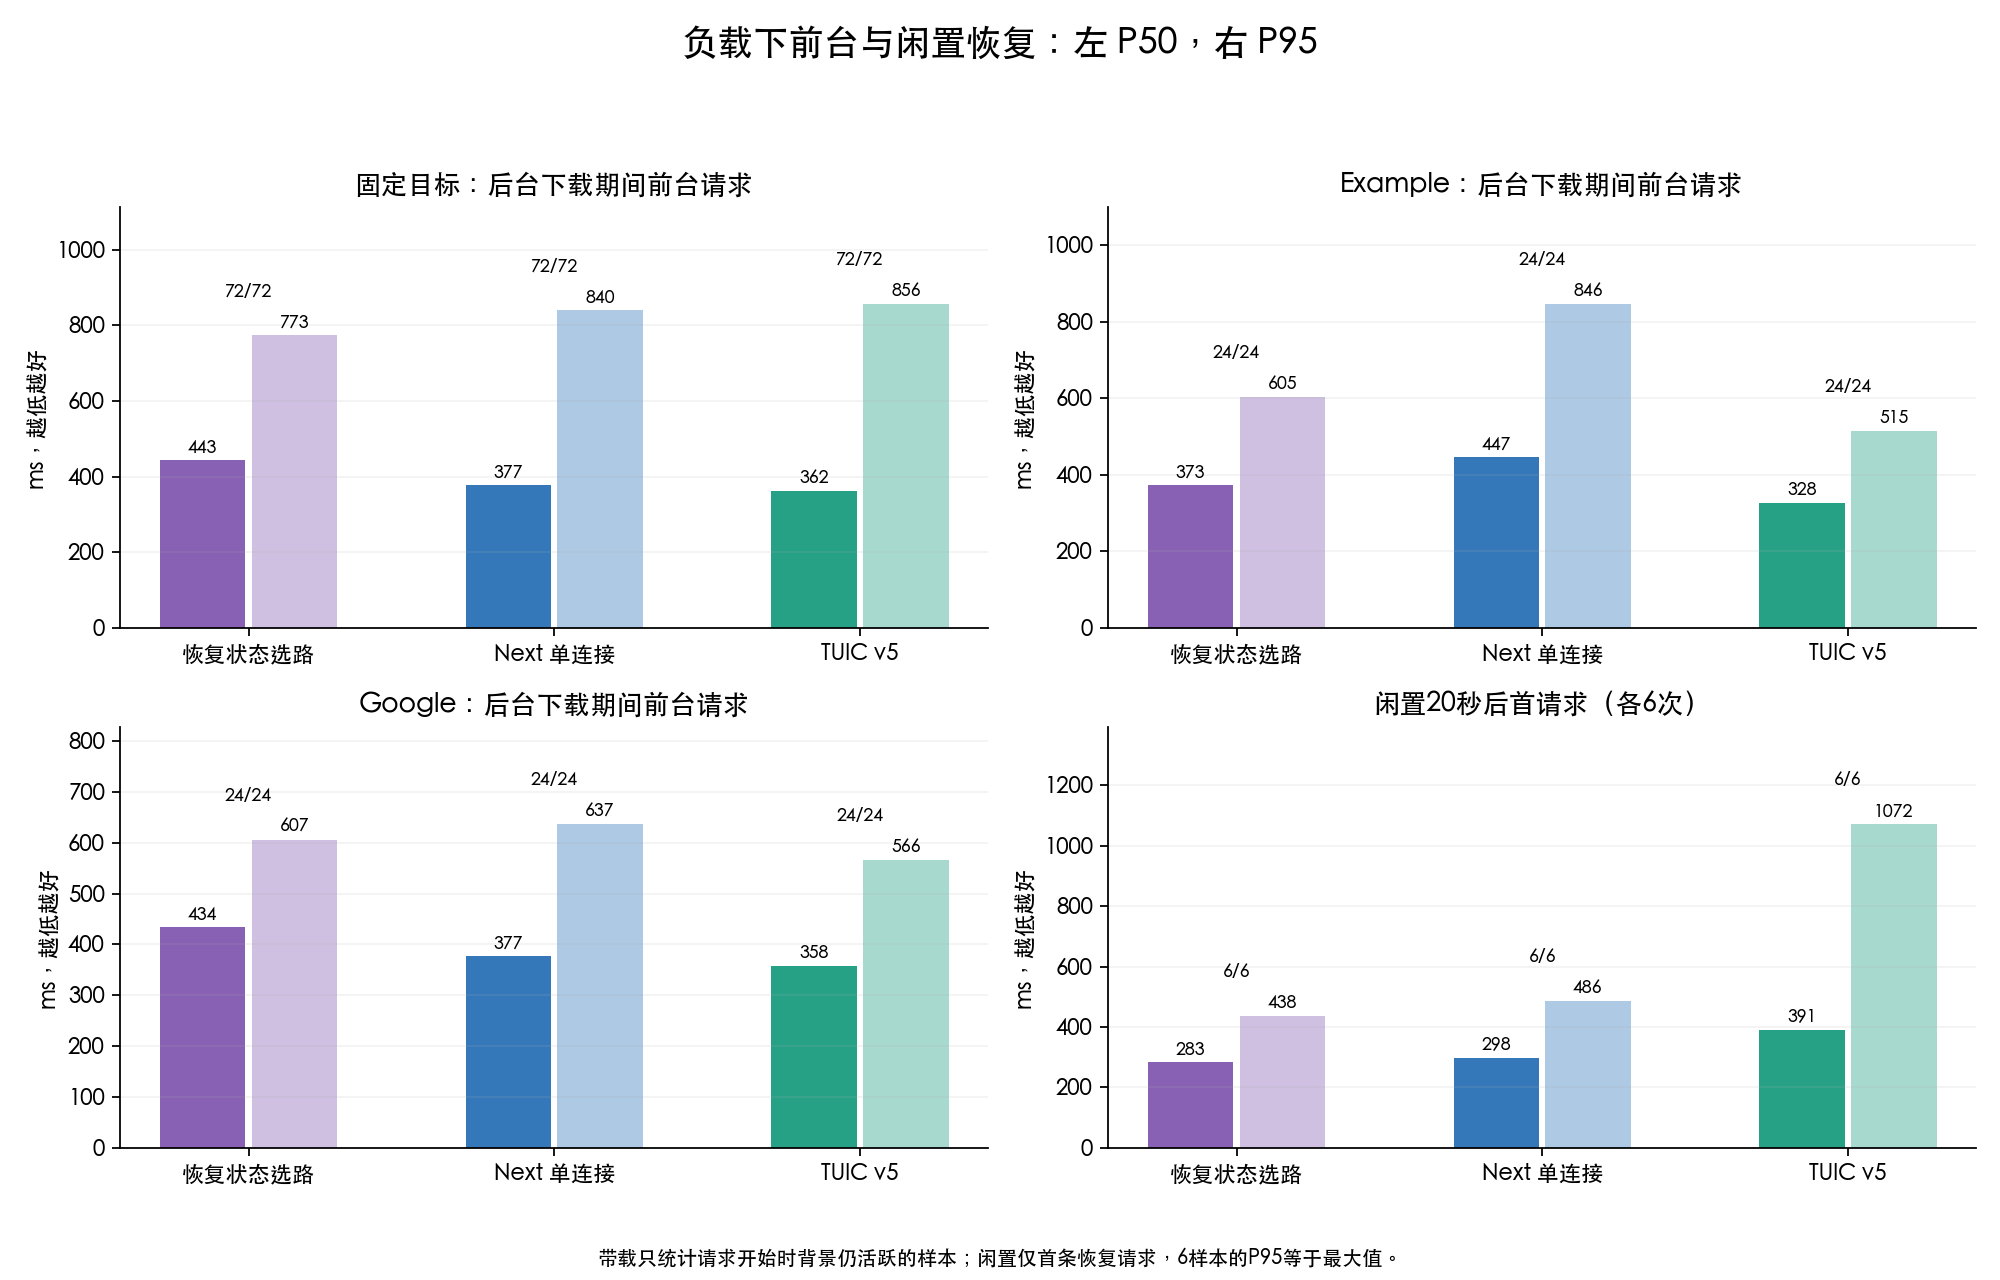 负载下前台与闲置恢复：左 P50，右 P95
固定目标：后台下载期间前台请求
ms，越低越好
1000
800
600
400
200
0
72/72
443
773
72/72
377
840
72/72
362
856
恢复状态选路
Next 单连接
TUIC v5
Example：后台下载期间前台请求
ms，越低越好
1000
800
600
400
200
0
24/24
373
605
24/24
447
846
24/24
328
515
恢复状态选路
Next 单连接
TUIC v5
Google：后台下载期间前台请求
ms，越低越好
800
700
600
500
400
300
200
100
0
24/24
434
607
24/24
377
637
24/24
358
566
恢复状态选路
Next 单连接
TUIC v5
闲置20秒后首请求（各6次）
ms，越低越好
1200
1000
800
600
400
200
0
6/6
283
438
6/6
298
486
6/6
391
1072
恢复状态选路
Next 单连接
TUIC v5
带载只统计请求开始时背景仍活跃的样本；闲置仅首条恢复请求，6样本的P95等于最大值。